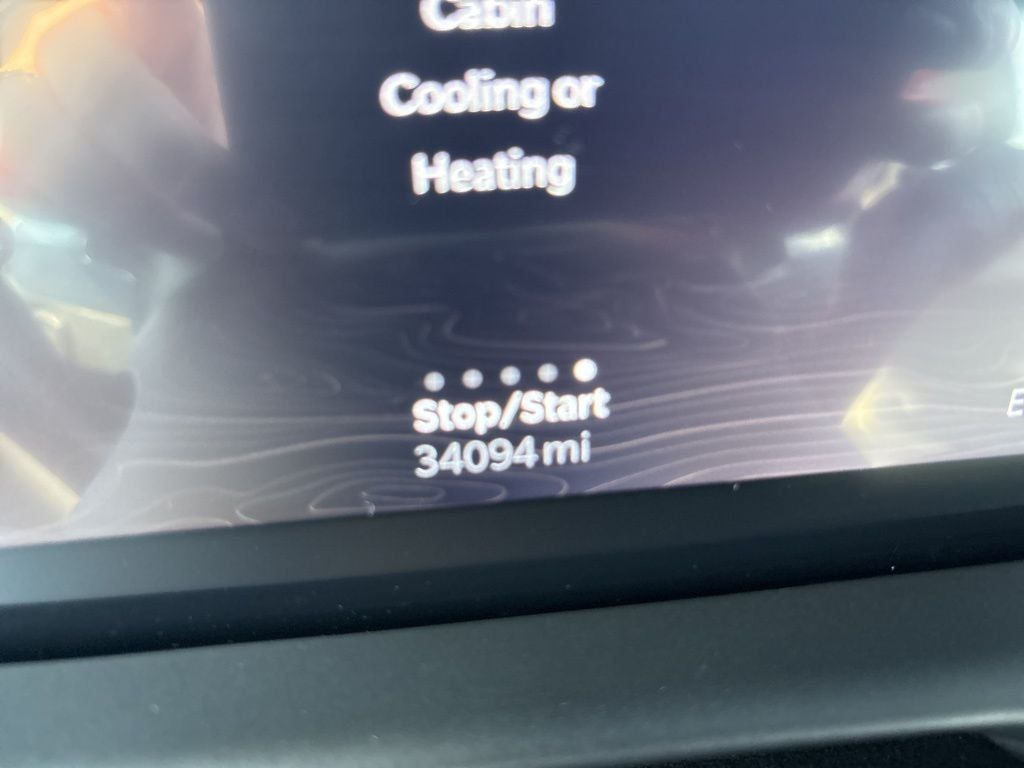 Cabin
Cooling or
Heating
Stop/Start
34094 mi
E